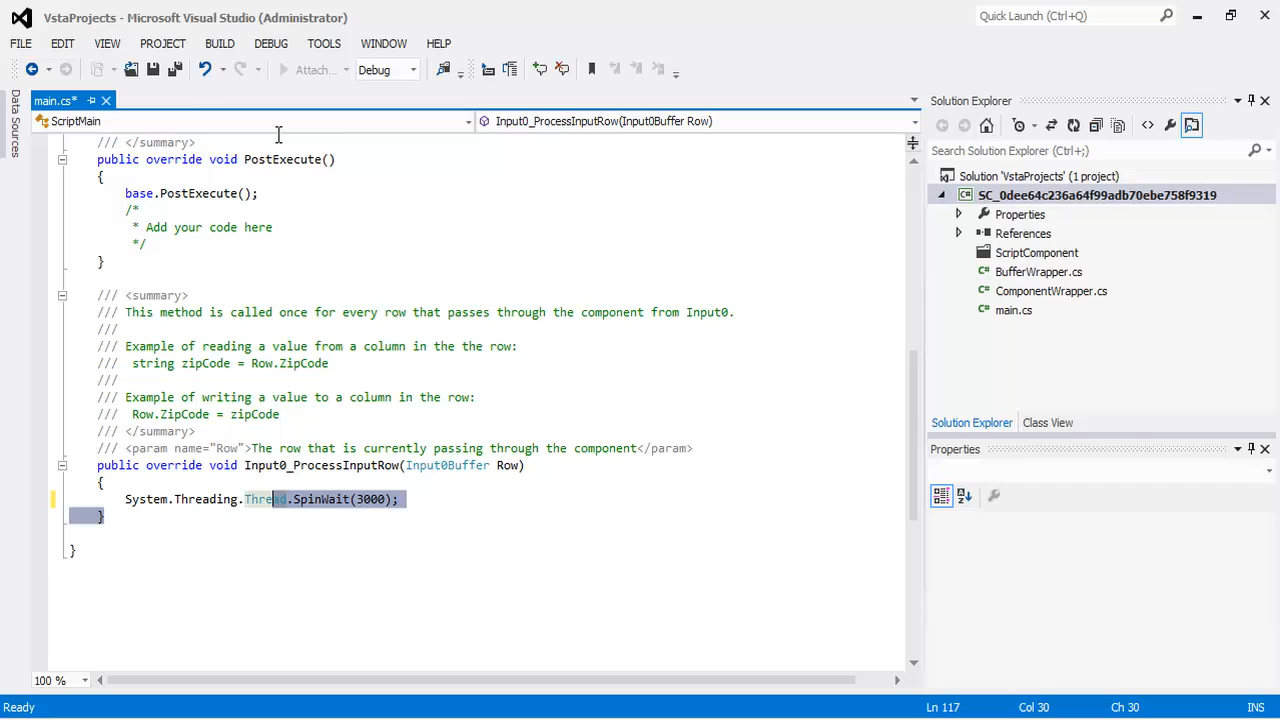 VstaProjects - Microsoft Visual Studio (Administrator)
Quick Launch (Ctrl+Q)
FILE EDIT VIEW PROJECT BUILD DEBUG TOOLS WINDOW HELP
Attach... Debug
Data Sources
main.cs*
ScriptMain
Input0_ProcessInputRow(Input0Buffer Row)
/// </summary>
public override void PostExecute()
{
base.PostExecute();
/*
* Add your code here
*/
}
/// <summary>
/// This method is called once for every row that passes through the component from Input0.
///
/// Example of reading a value from a column in the the row:
/// string zipCode = Row.ZipCode
///
/// Example of writing a value to a column in the row:
/// Row.ZipCode = zipCode
/// </summary>
/// <param name="Row">The row that is currently passing through the component</param>
public override void Input0_ProcessInputRow(Input0Buffer Row)
{
System.Threading.Thread.SpinWait(3000);
}
}
100 %
Solution Explorer
Search Solution Explorer (Ctrl+;)
Solution 'VstaProjects' (1 project)
SC_0dee64c236a64f99adb70ebe758f9319
Properties
References
ScriptComponent
BufferWrapper.cs
ComponentWrapper.cs
main.cs
Solution Explorer Class View
Properties
Ready
Ln 117 Col 30 Ch 30 INS